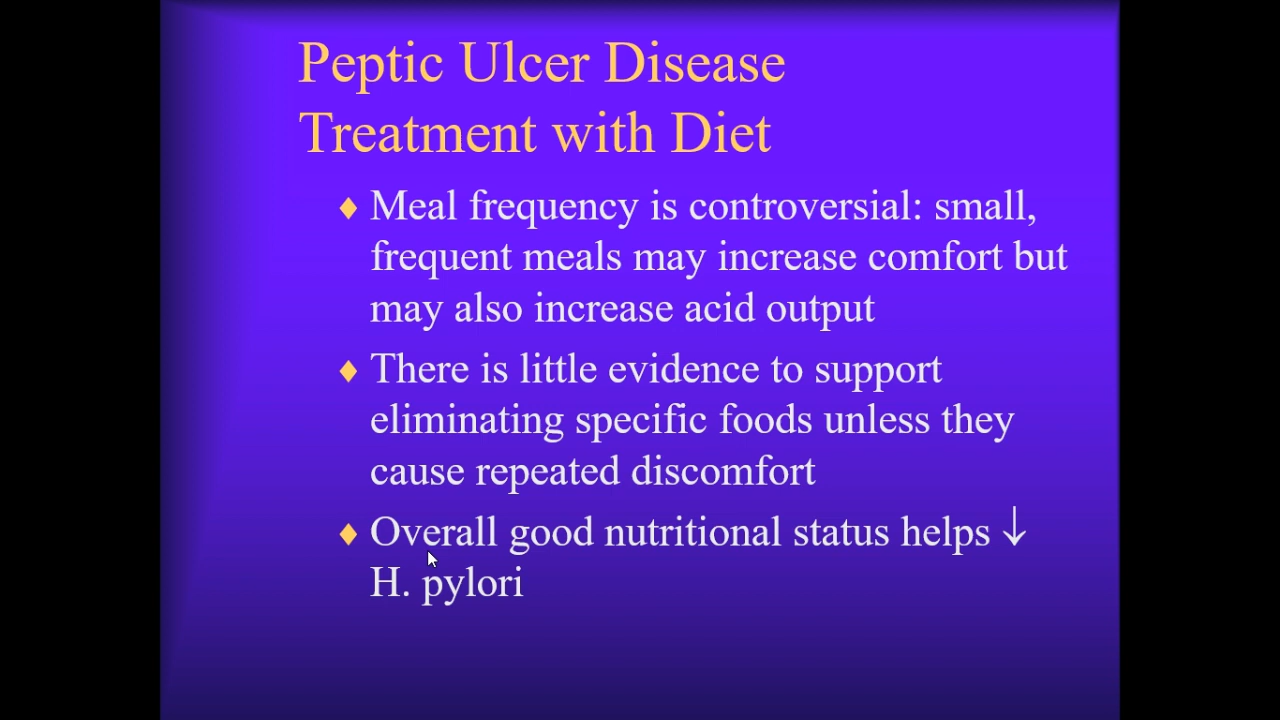 Peptic Ulcer Disease
Treatment with Diet
♦ Meal frequency is controversial: small,
frequent meals may increase comfort but
may also increase acid output
♦ There is little evidence to support
eliminating specific foods unless they
cause repeated discomfort
♦ Overall good nutritional status helps ↓
H. pylori